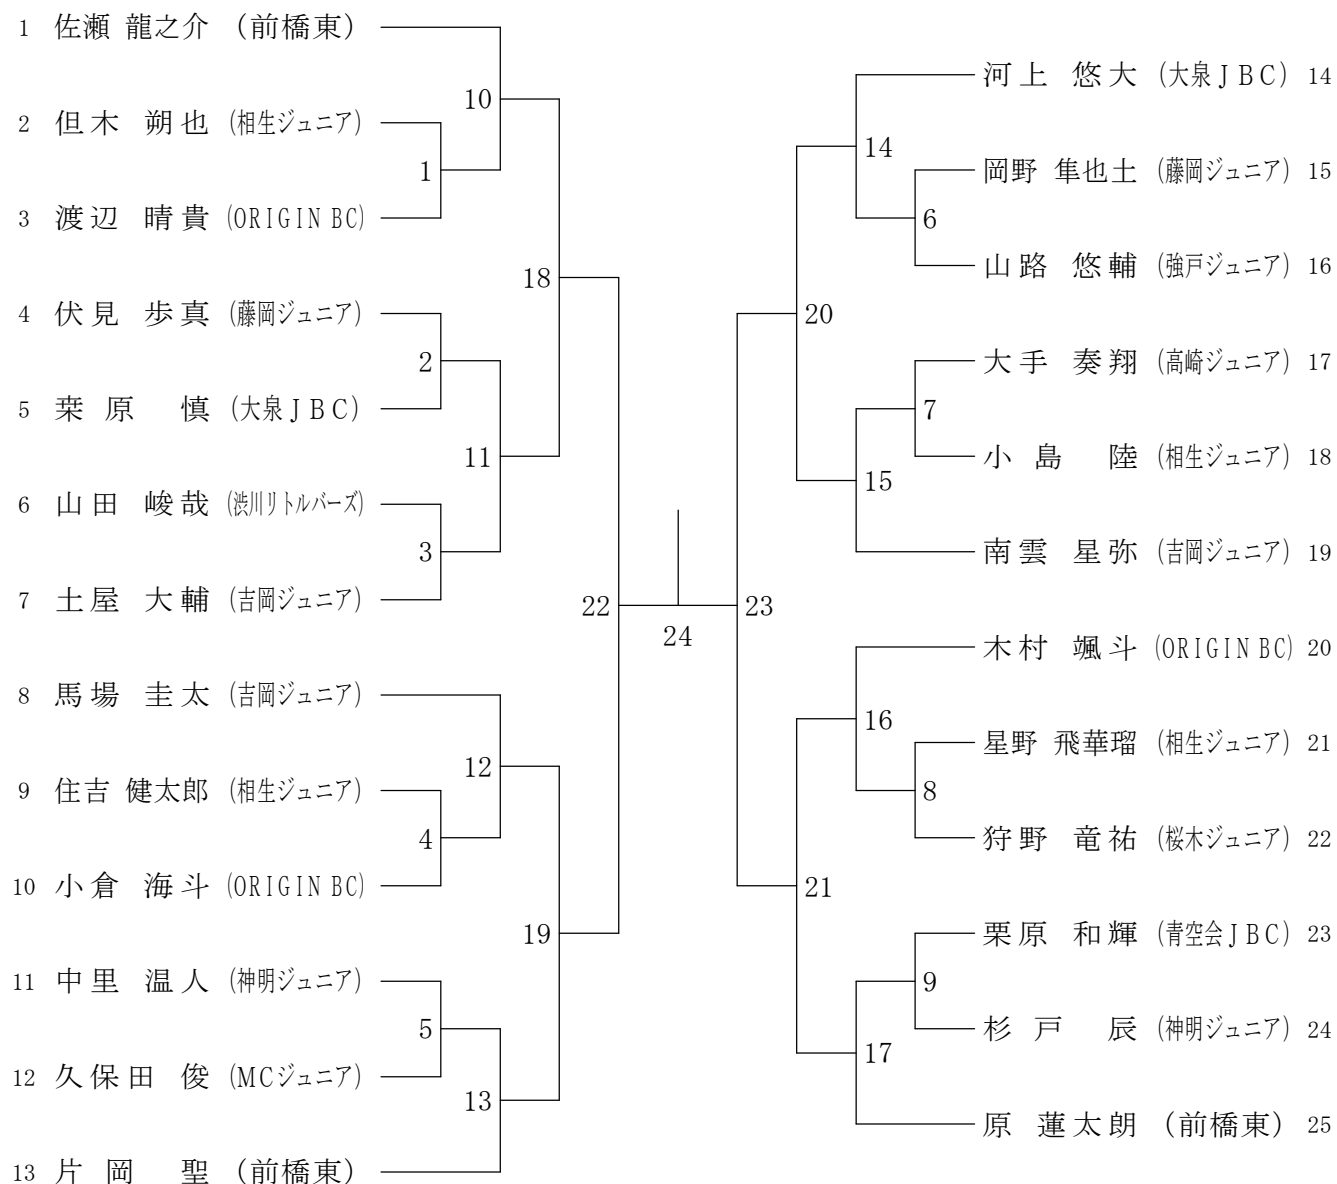 1 佐瀬 龍之介 (前橋東)
2 但木 朔也 (相生ジュニア)
3 渡辺 晴貴 (ORIGIN BC)
4 伏見 歩真 (藤岡ジュニア)
5 桒原 慎 (大泉JBC)
6 山田 峻哉 (渋川リトルバーズ)
7 土屋 大輔 (吉岡ジュニア)
8 馬場 圭太 (吉岡ジュニア)
9 住吉 健太郎 (相生ジュニア)
10 小倉 海斗 (ORIGIN BC)
11 中里 温人 (神明ジュニア)
12 久保田 俊 (MCジュニア)
13 片岡 聖 (前橋東)
1
2
3
4
5
10
11
12
13
18
19
22
24
23
20
21
14
15
16
17
6
7
8
9
河上 悠大 (大泉JBC) 14
岡野 隼也土 (藤岡ジュニア) 15
山路 悠輔 (強戸ジュニア) 16
大手 奏翔 (高崎ジュニア) 17
小島 陸 (相生ジュニア) 18
南雲 星弥 (吉岡ジュニア) 19
木村 颯斗 (ORIGIN BC) 20
星野 飛華瑠 (相生ジュニア) 21
狩野 竜祐 (桜木ジュニア) 22
栗原 和輝 (青空会JBC) 23
杉戸 辰 (神明ジュニア) 24
原 蓮太朗 (前橋東) 25